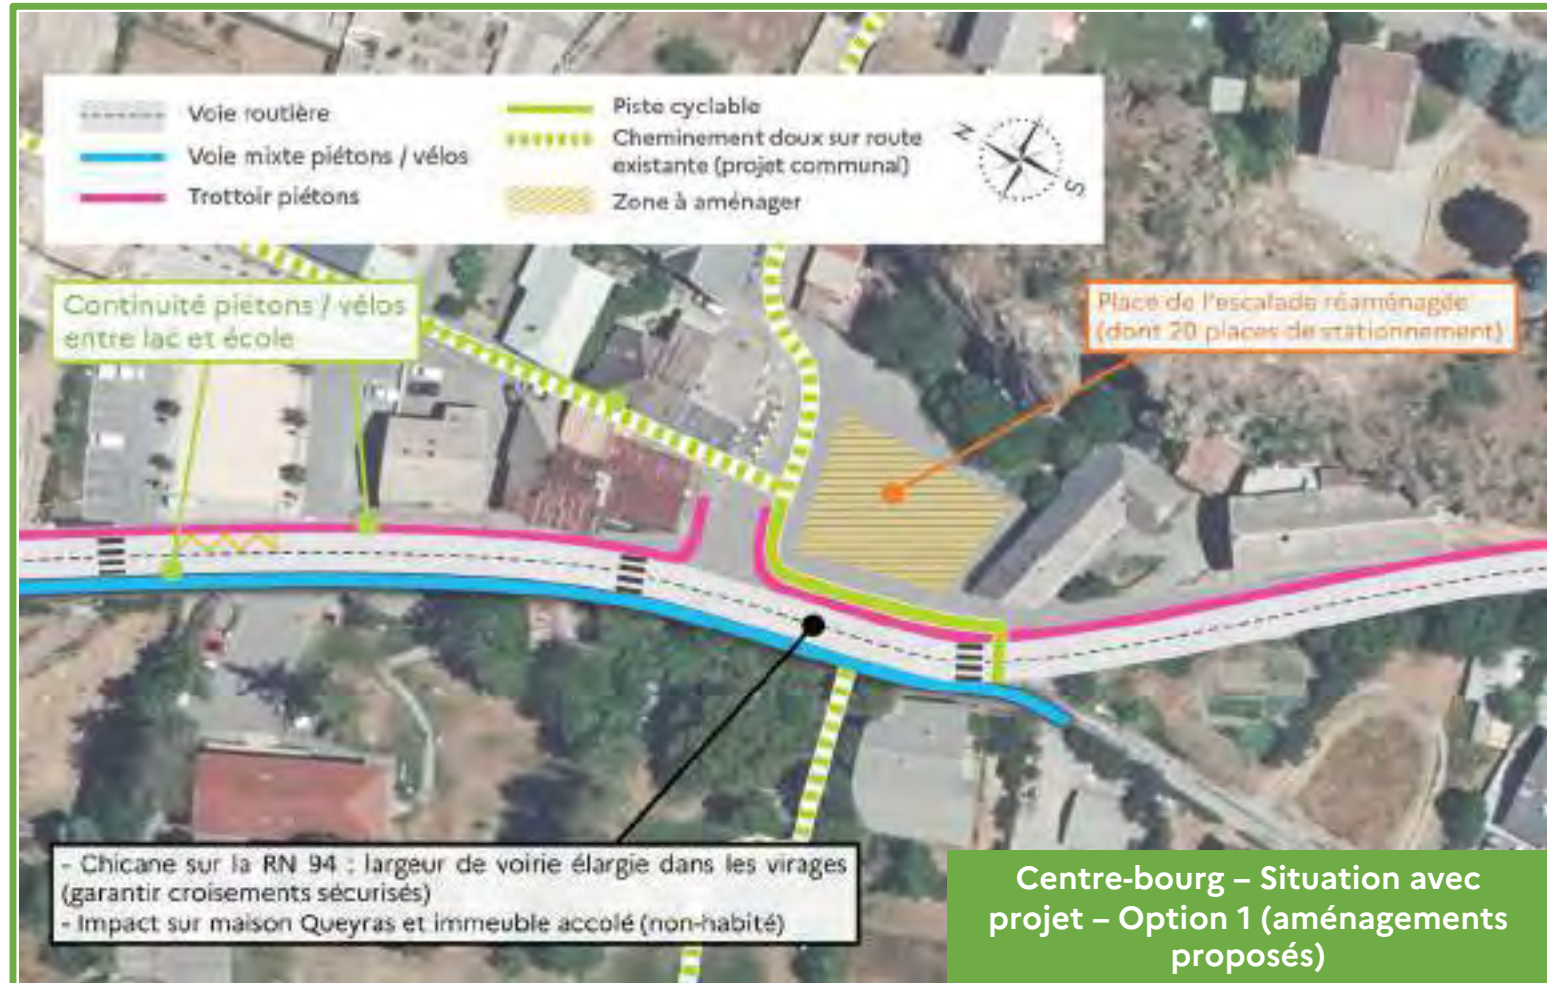 Voie routière
Voie mixte piétons / vélos
Trottoir piétons
Piste cyclable
Cheminement doux sur route
existante (projet communal)
Zone à aménager
N
S
Continuité piétons / vélos
entre lac et école
Place de l'escalade réaménagée
(dont 20 places de stationnement)
- Chicane sur la RN 94 : largeur de voirie élargie dans les virages
(garantir croisements sécurisés)
- Impact sur maison Queyras et immeuble accolé (non-habité)
Centre-bourg – Situation avec
projet – Option 1 (aménagements
proposés)